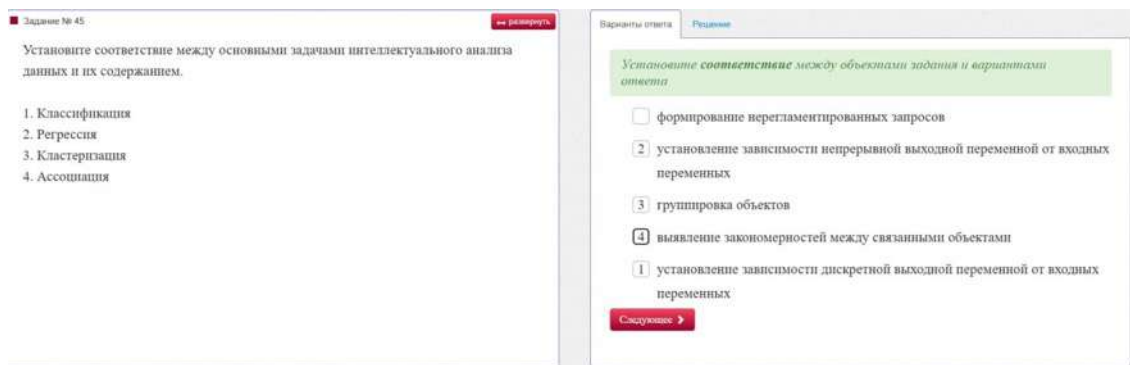 Задание № 45
развернуть
Установите соответствие между основными задачами интеллектуального анализа
данных и их содержанием.
1. Классификация
2. Регрессия
3. Кластеризация
4. Ассоциация
Варианты ответа
Решение
Установите соответствие между объектами задания и вариантами
ответа
формирование нерегламентированных запросов
2 установление зависимости непрерывной выходной переменной от входных
переменных
3 группировка объектов
4 выявление закономерностей между связанными объектами
1 установление зависимости дискретной выходной переменной от входных
переменных
Следующее